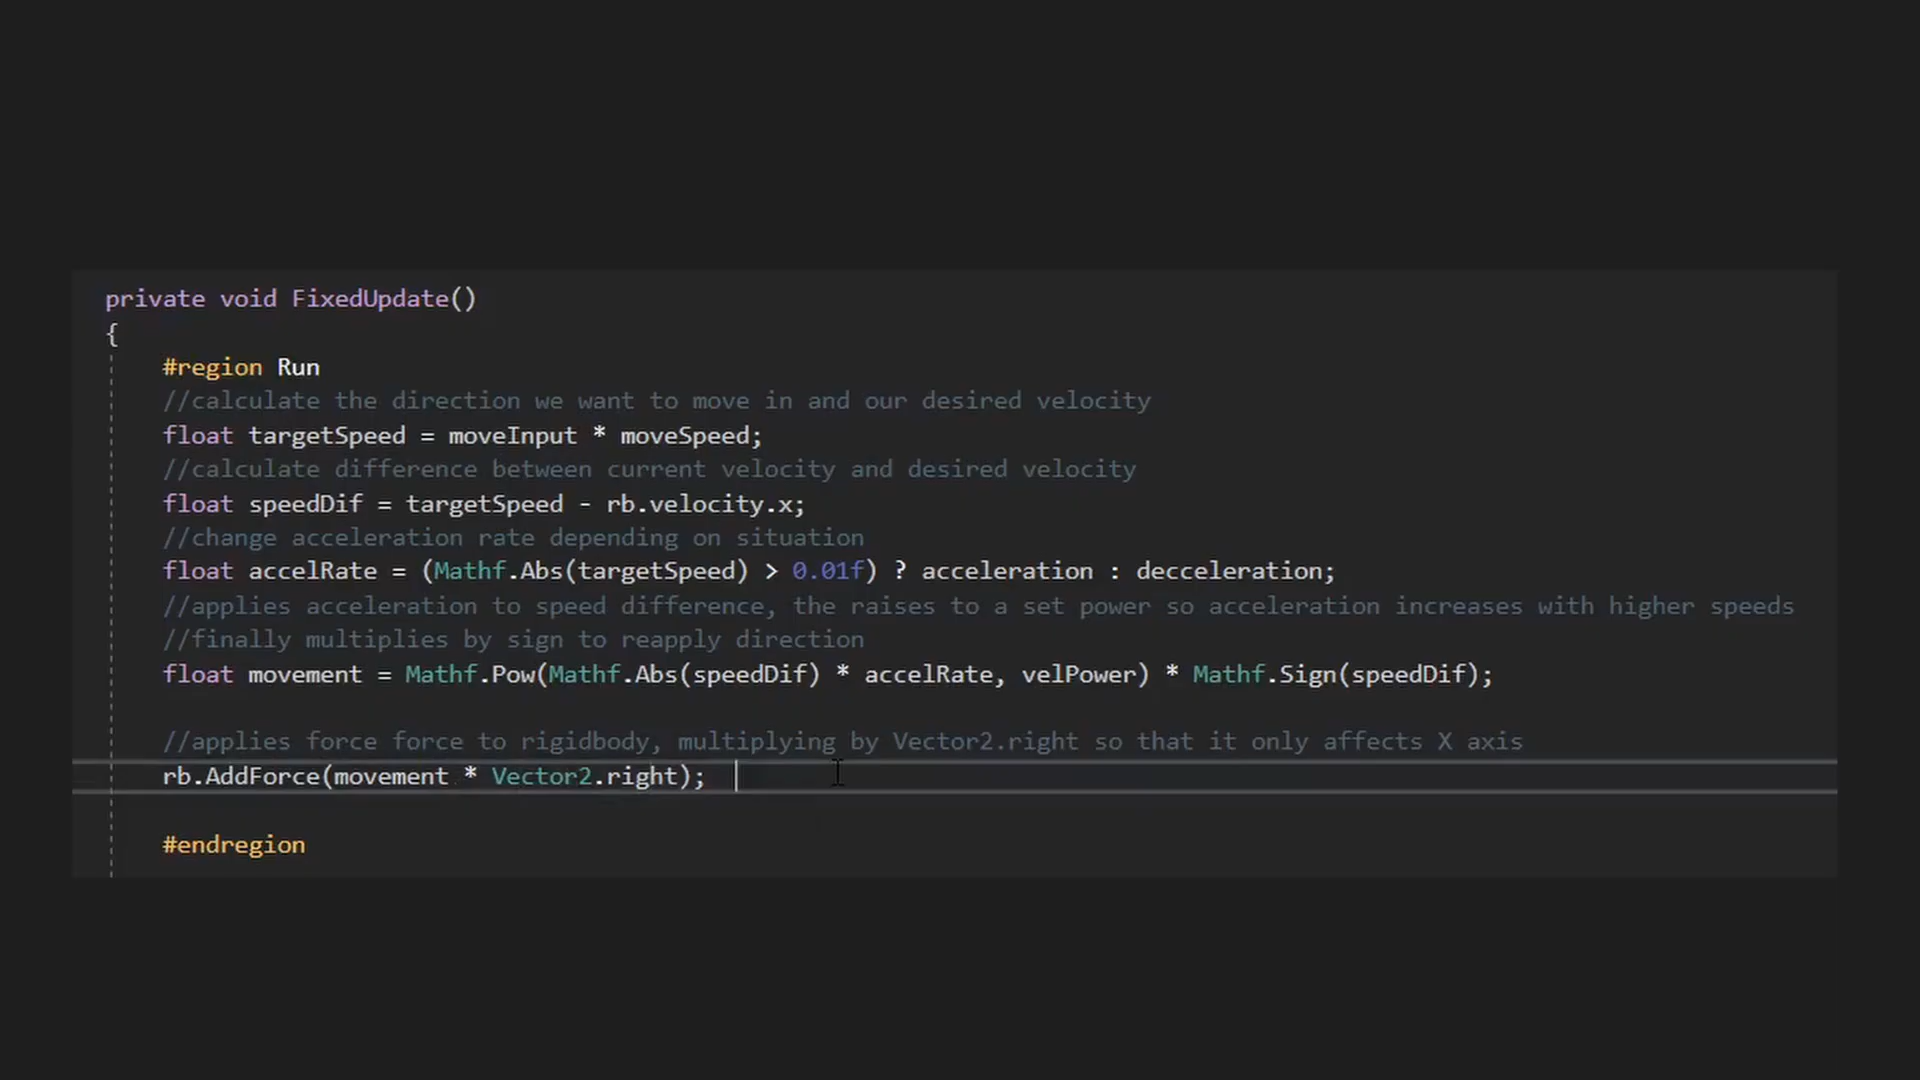 private void FixedUpdate()
{
#region Run
//calculate the direction we want to move in and our desired velocity
float targetSpeed = moveInput * moveSpeed;
//calculate difference between current velocity and desired velocity
float speedDif = targetSpeed - rb.velocity.x;
//change acceleration rate depending on situation
float accelRate = (Mathf.Abs(targetSpeed) > 0.01f) ? acceleration : decceleration;
//applies acceleration to speed difference, the raises to a set power so acceleration increases with higher speeds
//finally multiplies by sign to reapply direction
float movement = Mathf.Pow(Mathf.Abs(speedDif) * accelRate, velPower) * Mathf.Sign(speedDif);
//applies force force to rigidbody, multiplying by Vector2.right so that it only affects X axis
rb.AddForce(movement * Vector2.right);
#endregion